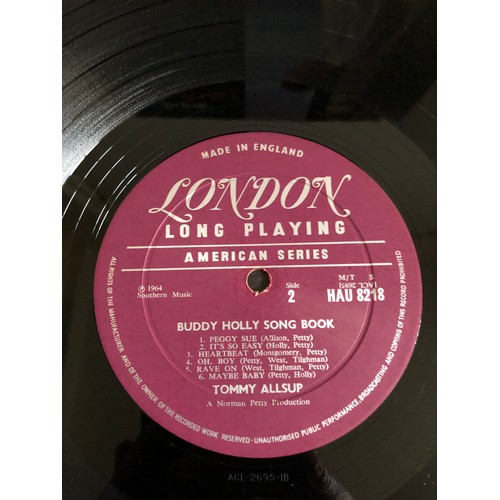 MADE IN ENGLAND
LONDON
LONG PLAYING
AMERICAN SERIES
℗ 1964
Southern Music
Side
2
M/T S
HAU 8218
BUDDY HOLLY SONG BOOK
1. PEGGY SUE (Allison, Petty)
2. IT'S SO EASY (Holly, Petty)
3. HEARTBEAT (Montgomery, Petty)
4. OH, BOY (Petty, West, Tilghman)
5. RAVE ON (West, Tilghman, Petty)
6. MAYBE BABY (Petty, Holly)
TOMMY ALLSUP
A Norman Petty Production
ALL RIGHTS OF THE MANUFACTURER AND OF THE OWNER OF THE RECORDED WORK RESERVED · UNAUTHORISED PUBLIC PERFORMANCE, BROADCASTING AND COPYING OF THIS RECORD PROHIBITED
ACL-2695-1B